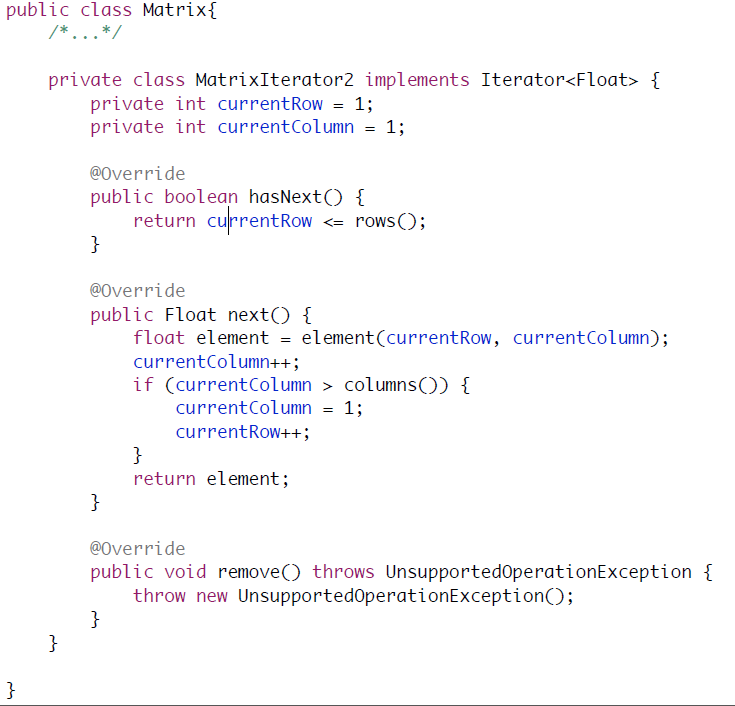 public class Matrix{
/*...*/
private class MatrixIterator2 implements Iterator<Float> {
private int currentRow = 1;
private int currentColumn = 1;
@Override
public boolean hasNext() {
return currentRow <= rows();
}
@Override
public Float next() {
float element = element(currentRow, currentColumn);
currentColumn++;
if (currentColumn > columns()) {
currentColumn = 1;
currentRow++;
}
return element;
}
@Override
public void remove() throws UnsupportedOperationException {
throw new UnsupportedOperationException();
}
}
}